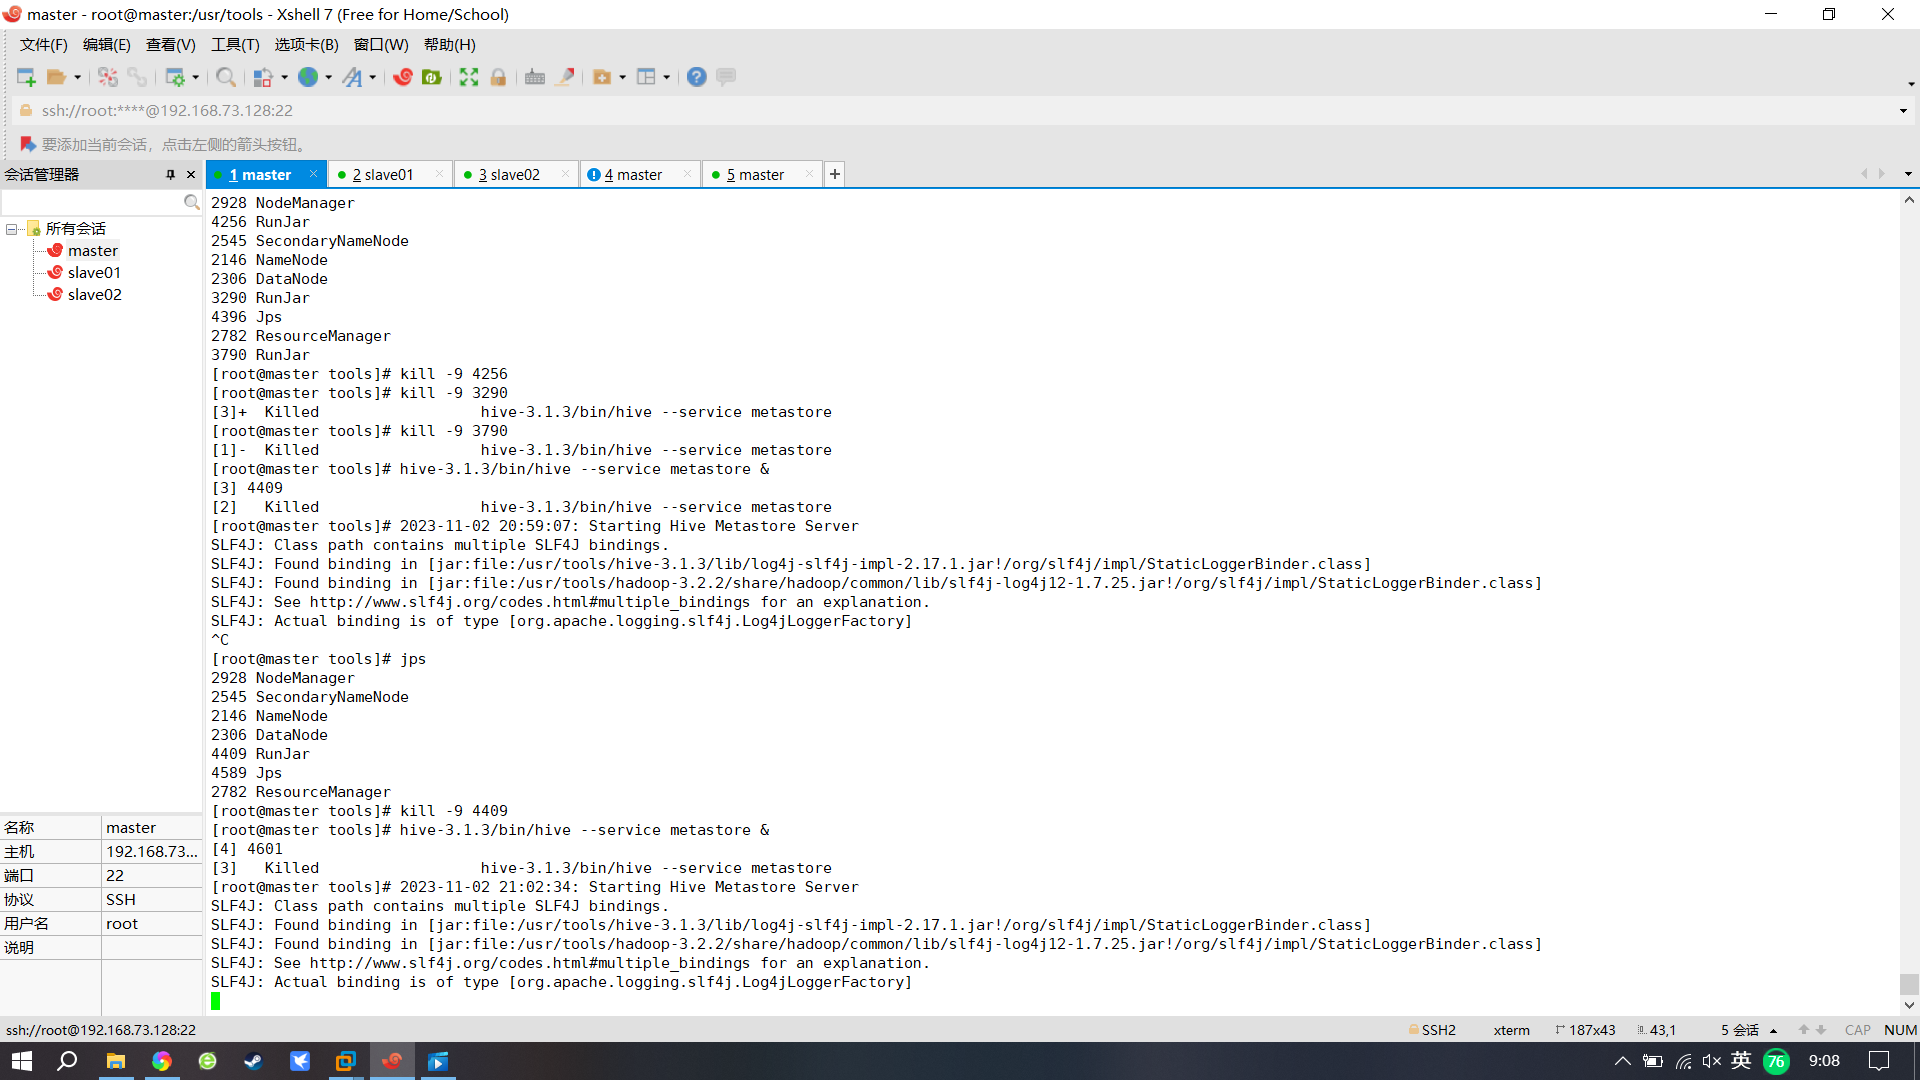 master - root@master:/usr/tools - Xshell 7 (Free for Home/School)
文件(F) 编辑(E) 查看(V) 工具(T) 选项卡(B) 窗口(W) 帮助(H)
ssh://root:****@192.168.73.128:22
要添加当前会话，点击左侧的箭头按钮。
会话管理器
1 master
2 slave01
3 slave02
4 master
5 master
所有会话
master
slave01
slave02
2928 NodeManager
4256 RunJar
2545 SecondaryNameNode
2146 NameNode
2306 DataNode
3290 RunJar
4396 Jps
2782 ResourceManager
3790 RunJar
[root@master tools]# kill -9 4256
[root@master tools]# kill -9 3290
[3]+  Killed                  hive-3.1.3/bin/hive --service metastore
[root@master tools]# kill -9 3790
[1]-  Killed                  hive-3.1.3/bin/hive --service metastore
[root@master tools]# hive-3.1.3/bin/hive --service metastore &
[3] 4409
[2]   Killed                  hive-3.1.3/bin/hive --service metastore
[root@master tools]# 2023-11-02 20:59:07: Starting Hive Metastore Server
SLF4J: Class path contains multiple SLF4J bindings.
SLF4J: Found binding in [jar:file:/usr/tools/hive-3.1.3/lib/log4j-slf4j-impl-2.17.1.jar!/org/slf4j/impl/StaticLoggerBinder.class]
SLF4J: Found binding in [jar:file:/usr/tools/hadoop-3.2.2/share/hadoop/common/lib/slf4j-log4j12-1.7.25.jar!/org/slf4j/impl/StaticLoggerBinder.class]
SLF4J: See http://www.slf4j.org/codes.html#multiple_bindings for an explanation.
SLF4J: Actual binding is of type [org.apache.logging.slf4j.Log4jLoggerFactory]
^C
[root@master tools]# jps
2928 NodeManager
2545 SecondaryNameNode
2146 NameNode
2306 DataNode
4409 RunJar
4589 Jps
2782 ResourceManager
[root@master tools]# kill -9 4409
[root@master tools]# hive-3.1.3/bin/hive --service metastore &
[4] 4601
[3]   Killed                  hive-3.1.3/bin/hive --service metastore
[root@master tools]# 2023-11-02 21:02:34: Starting Hive Metastore Server
SLF4J: Class path contains multiple SLF4J bindings.
SLF4J: Found binding in [jar:file:/usr/tools/hive-3.1.3/lib/log4j-slf4j-impl-2.17.1.jar!/org/slf4j/impl/StaticLoggerBinder.class]
SLF4J: Found binding in [jar:file:/usr/tools/hadoop-3.2.2/share/hadoop/common/lib/slf4j-log4j12-1.7.25.jar!/org/slf4j/impl/StaticLoggerBinder.class]
SLF4J: See http://www.slf4j.org/codes.html#multiple_bindings for an explanation.
SLF4J: Actual binding is of type [org.apache.logging.slf4j.Log4jLoggerFactory]
名称 master
主机 192.168.73...
端口 22
协议 SSH
用户名 root
说明
ssh://root@192.168.73.128:22
SSH2
xterm
187x43
43,1
5 会话
CAP
NUM
英
76
9:08